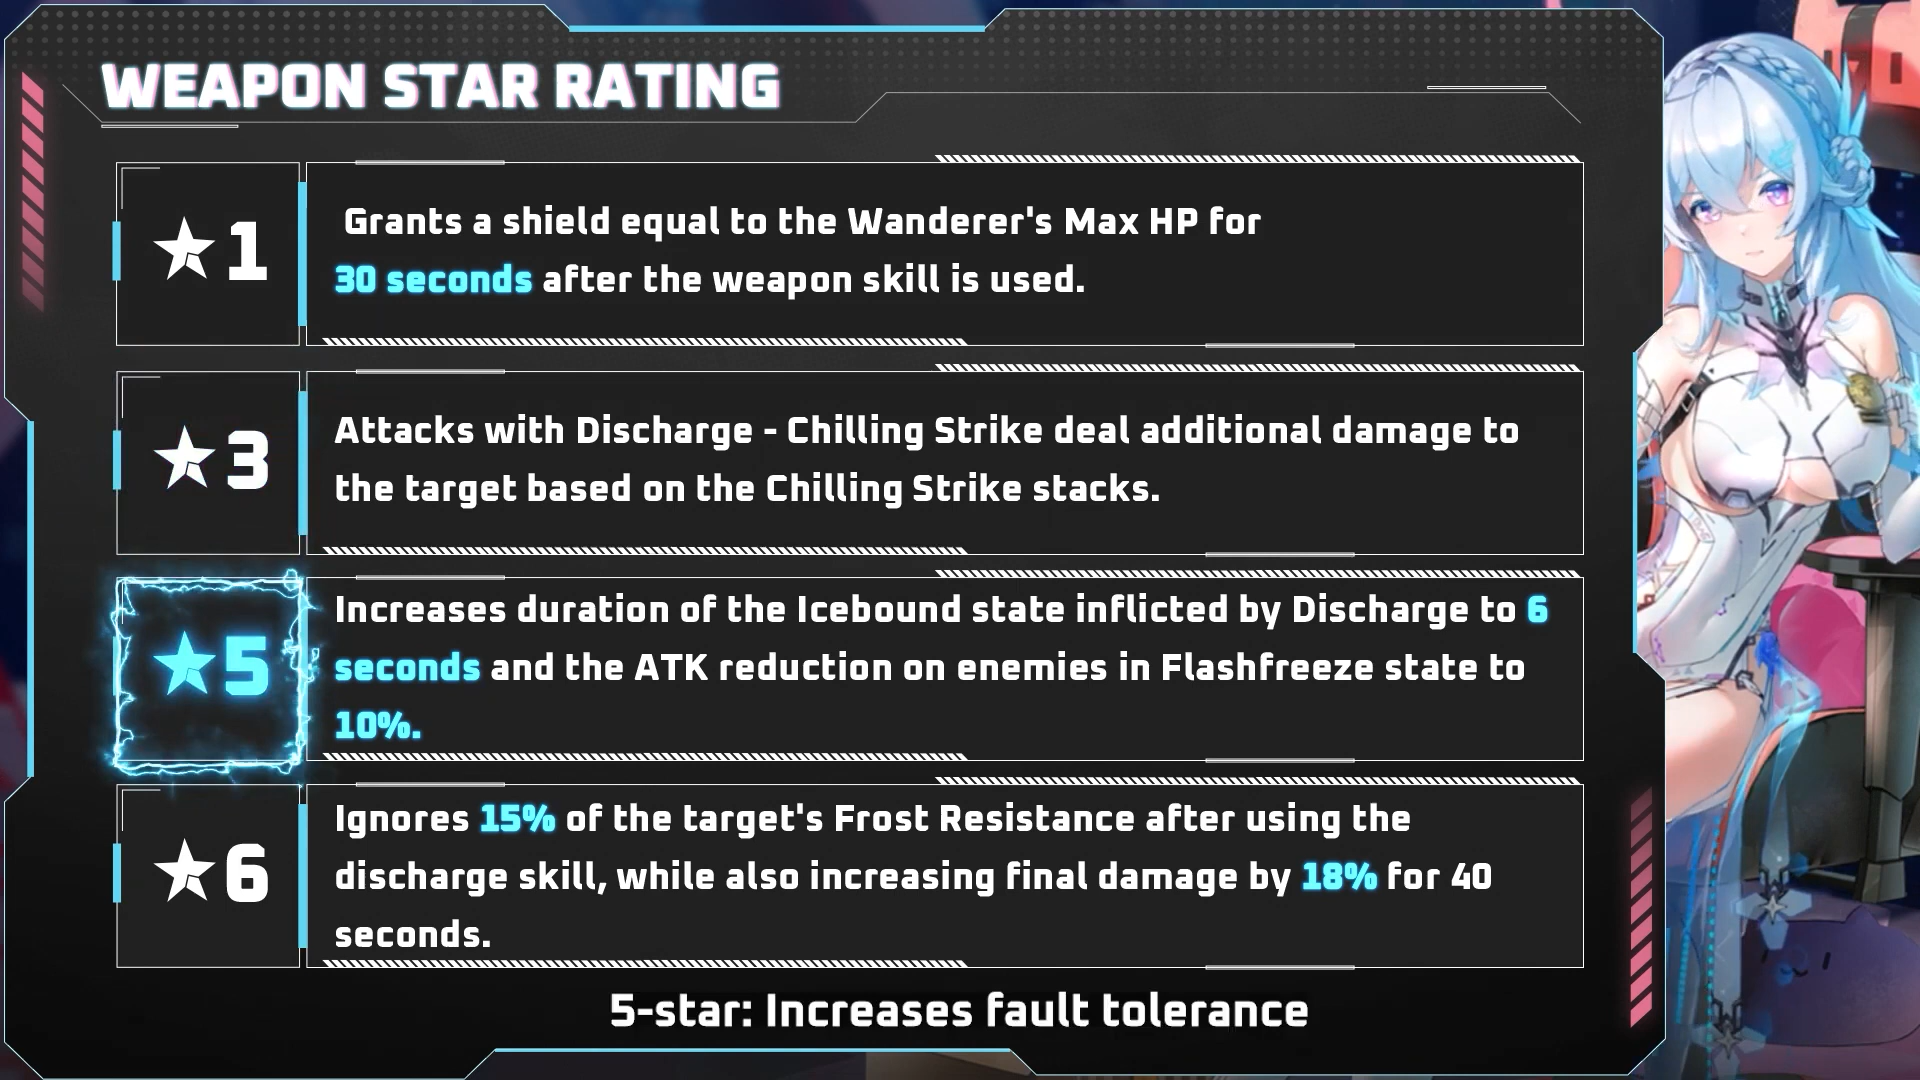 WEAPON STAR RATING
★1
Grants a shield equal to the Wanderer's Max HP for
30 seconds after the weapon skill is used.
★3
Attacks with Discharge - Chilling Strike deal additional damage to
the target based on the Chilling Strike stacks.
★5
Increases duration of the Icebound state inflicted by Discharge to 6
seconds and the ATK reduction on enemies in Flashfreeze state to
10%.
★6
Ignores 15% of the target's Frost Resistance after using the
discharge skill, while also increasing final damage by 18% for 40
seconds.
5-star: Increases fault tolerance